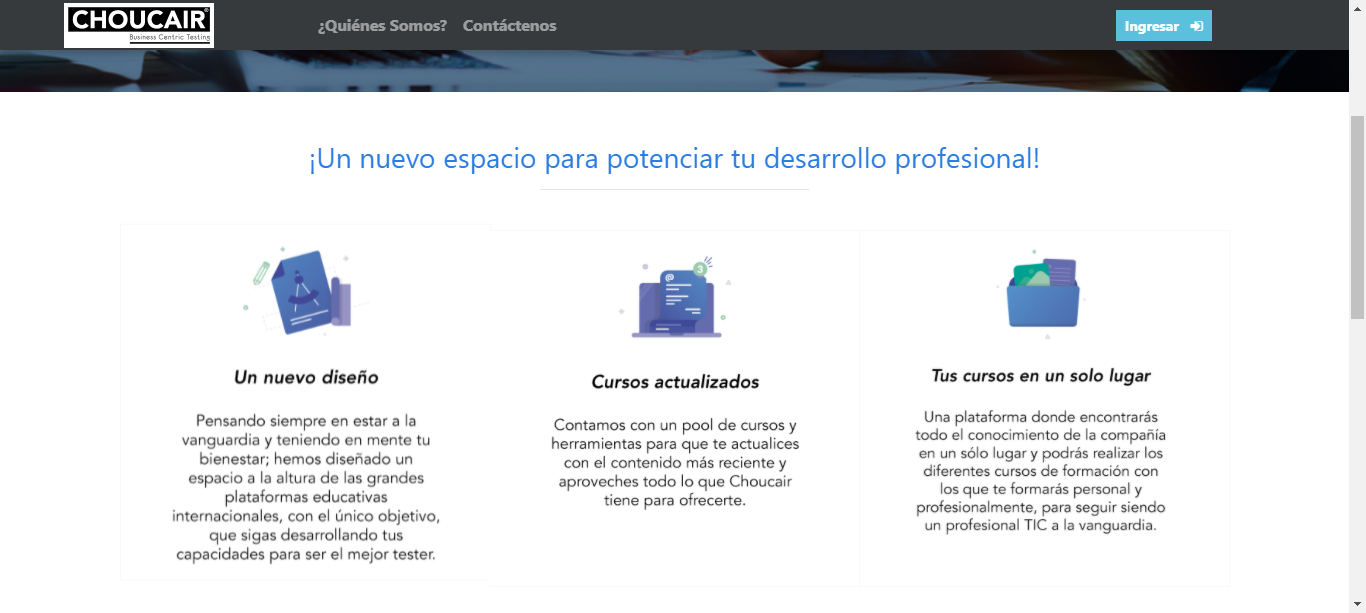 CHOUCAIR®
Business Centric Testing
¿Quiénes Somos?
Contáctenos
Ingresar
¡Un nuevo espacio para potenciar tu desarrollo profesional!
Un nuevo diseño
Pensando siempre en estar a la
vanguardia y teniendo en mente tu
bienestar; hemos diseñado un
espacio a la altura de las grandes
plataformas educativas
internacionales, con el único objetivo,
que sigas desarrollando tus
capacidades para ser el mejor tester.
@
3
Cursos actualizados
Contamos con un pool de cursos y
herramientas para que te actualices
con el contenido más reciente y
aproveches todo lo que Choucair
tiene para ofrecerte.
Tus cursos en un solo lugar
Una plataforma donde encontrarás
todo el conocimiento de la compañía
en un sólo lugar y podrás realizar los
diferentes cursos de formación con
los que te formarás personal y
profesionalmente, para seguir siendo
un profesional TIC a la vanguardia.